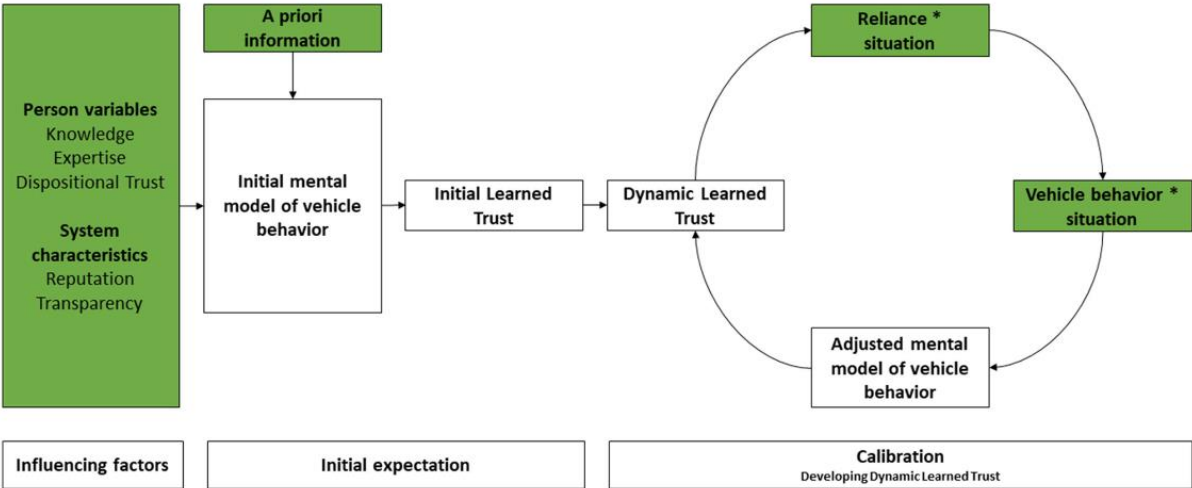 Person variables
Knowledge
Expertise
Dispositional Trust
System
characteristics
Reputation
Transparency
A priori
information
Initial mental
model of vehicle
behavior
Initial Learned
Trust
Dynamic Learned
Trust
Reliance *
situation
Vehicle behavior *
situation
Adjusted mental
model of vehicle
behavior
Influencing factors
Initial expectation
Calibration
Developing Dynamic Learned Trust